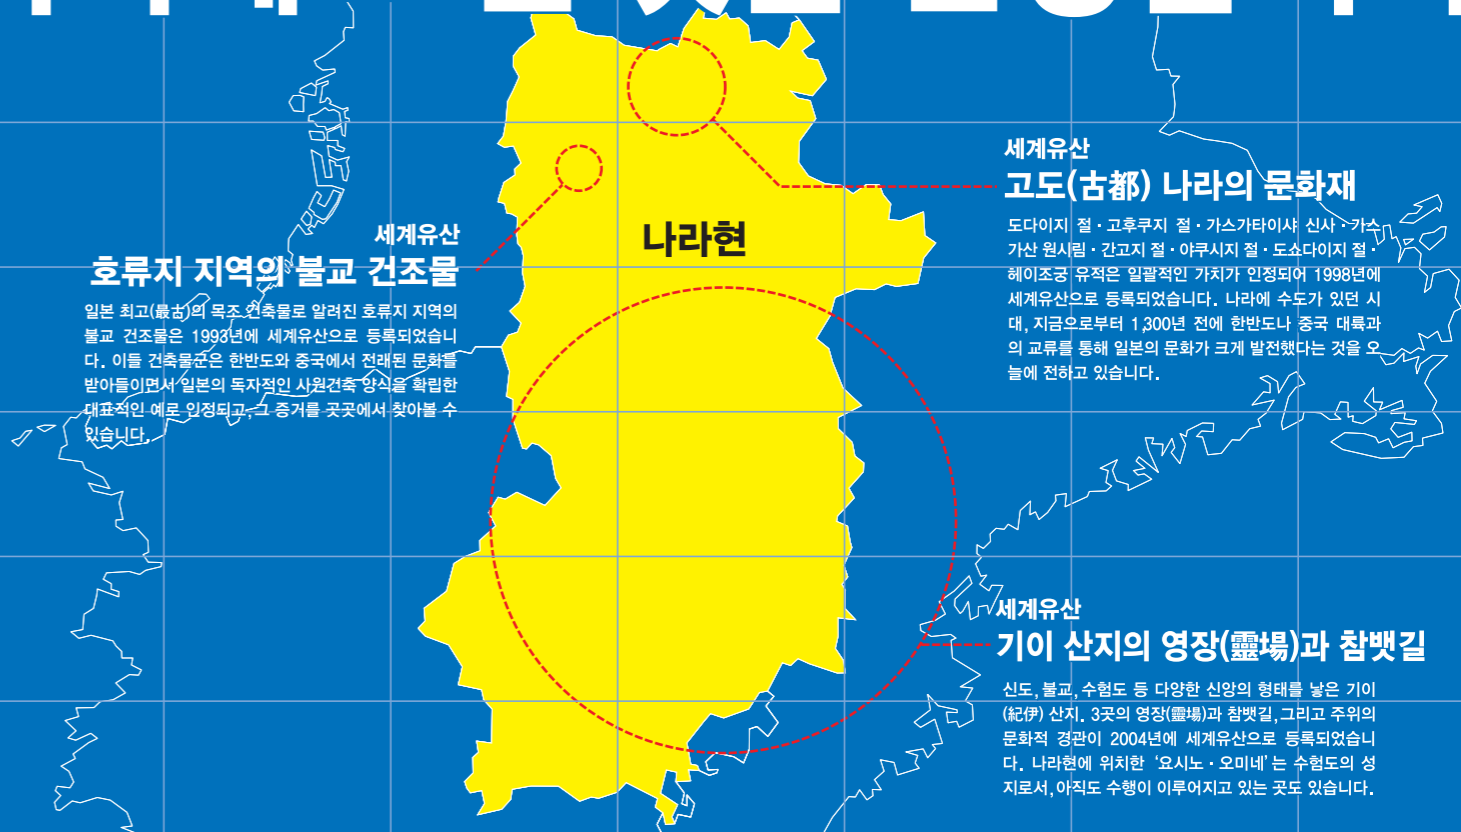 나라현
세계유산
호류지 지역의 불교 건조물
일본 최고(最古)의 목조 건축물로 알려진 호류지 지역의
불교 건조물은 1993년에 세계유산으로 등록되었습니
다. 이들 건축물군은 한반도와 중국에서 전래된 문화를
받아들이면서 일본의 독자적인 사원건축 양식을 확립한
대표적인 예로 인정되고, 그 증거를 곳곳에서 찾아볼 수
있습니다.
세계유산
고도(古都) 나라의 문화재
도다이지 절 · 고후쿠지 절 · 가스가타이샤 신사 · 가스
가산 원시림 · 간고지 절 · 야쿠시지 절 · 도쇼다이지 절 ·
헤이조궁 유적은 일괄적인 가치가 인정되어 1998년에
세계유산으로 등록되었습니다. 나라에 수도가 있던 시
대, 지금으로부터 1,300년 전에 한반도나 중국 대륙과
의 교류를 통해 일본의 문화가 크게 발전했다는 것을 오
늘에 전하고 있습니다.
세계유산
기이 산지의 영장(靈場)과 참뱃길
신도, 불교, 수험도 등 다양한 신앙의 형태를 낳은 기이
(紀伊) 산지. 3곳의 영장(靈場)과 참뱃길, 그리고 주위의
문화적 경관이 2004년에 세계유산으로 등록되었습니
다. 나라현에 위치한 ‘요시노 · 오미네’는 수험도의 성
지로서, 아직도 수행이 이루어지고 있는 곳도 있습니다.